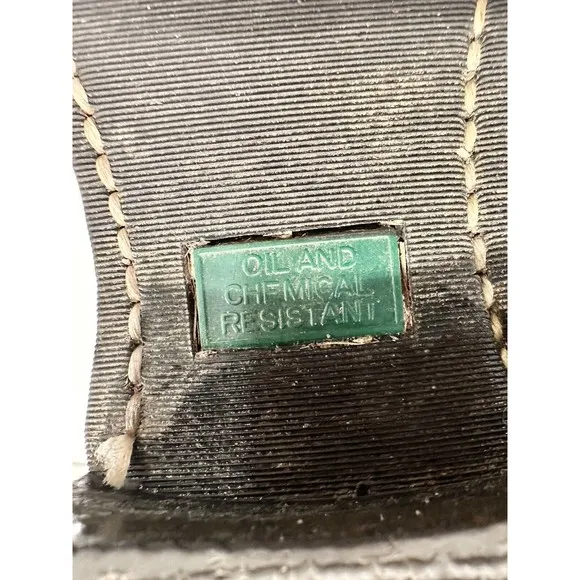 OIL AND
CHEMICAL
RESISTANT